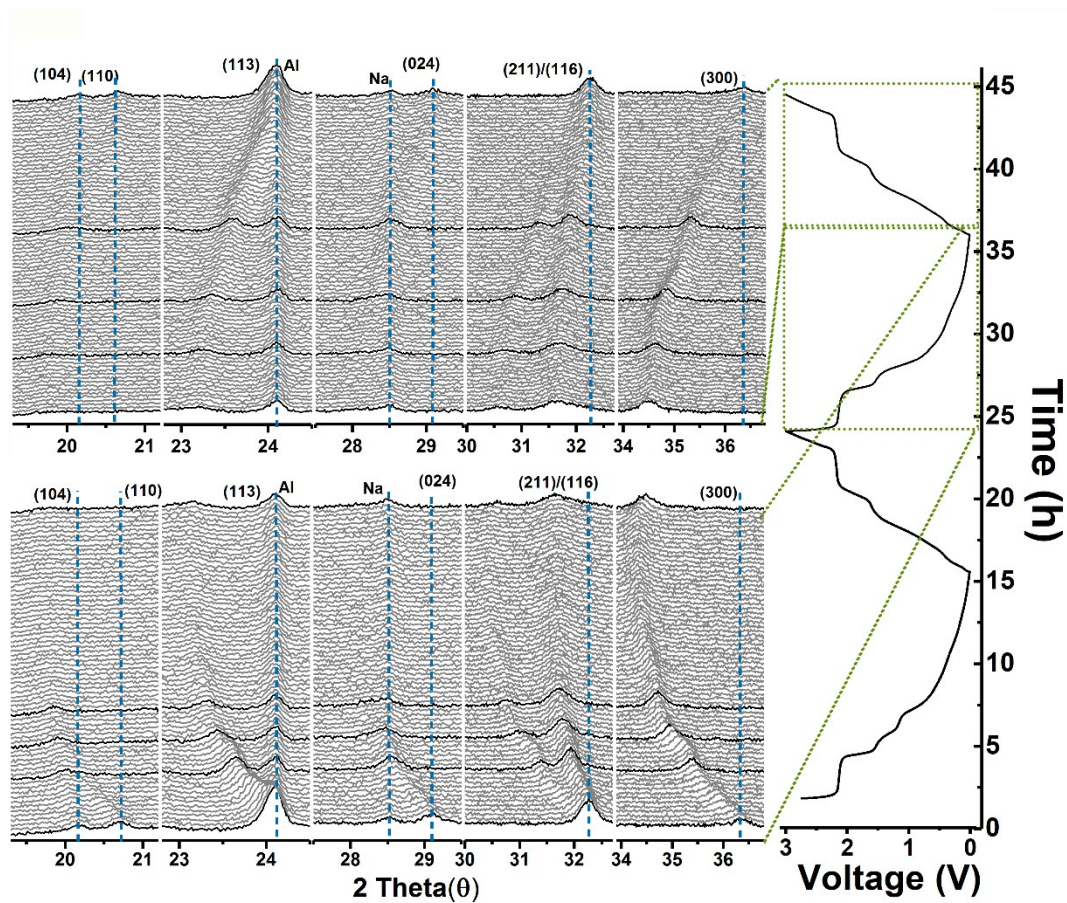 (104) (110) (113) Al Na (024) (211)/(116) (300)
20 21 23 24 28 29 30 31 32 34 35 36
(104) (110) (113) Al Na (024) (211)/(116) (300)
20 21 23 24 28 29 30 31 32 34 35 36
2 Theta(θ)
45
40
35
30
25
20
15
10
5
0
Time (h)
3 2 1 0
Voltage (V)